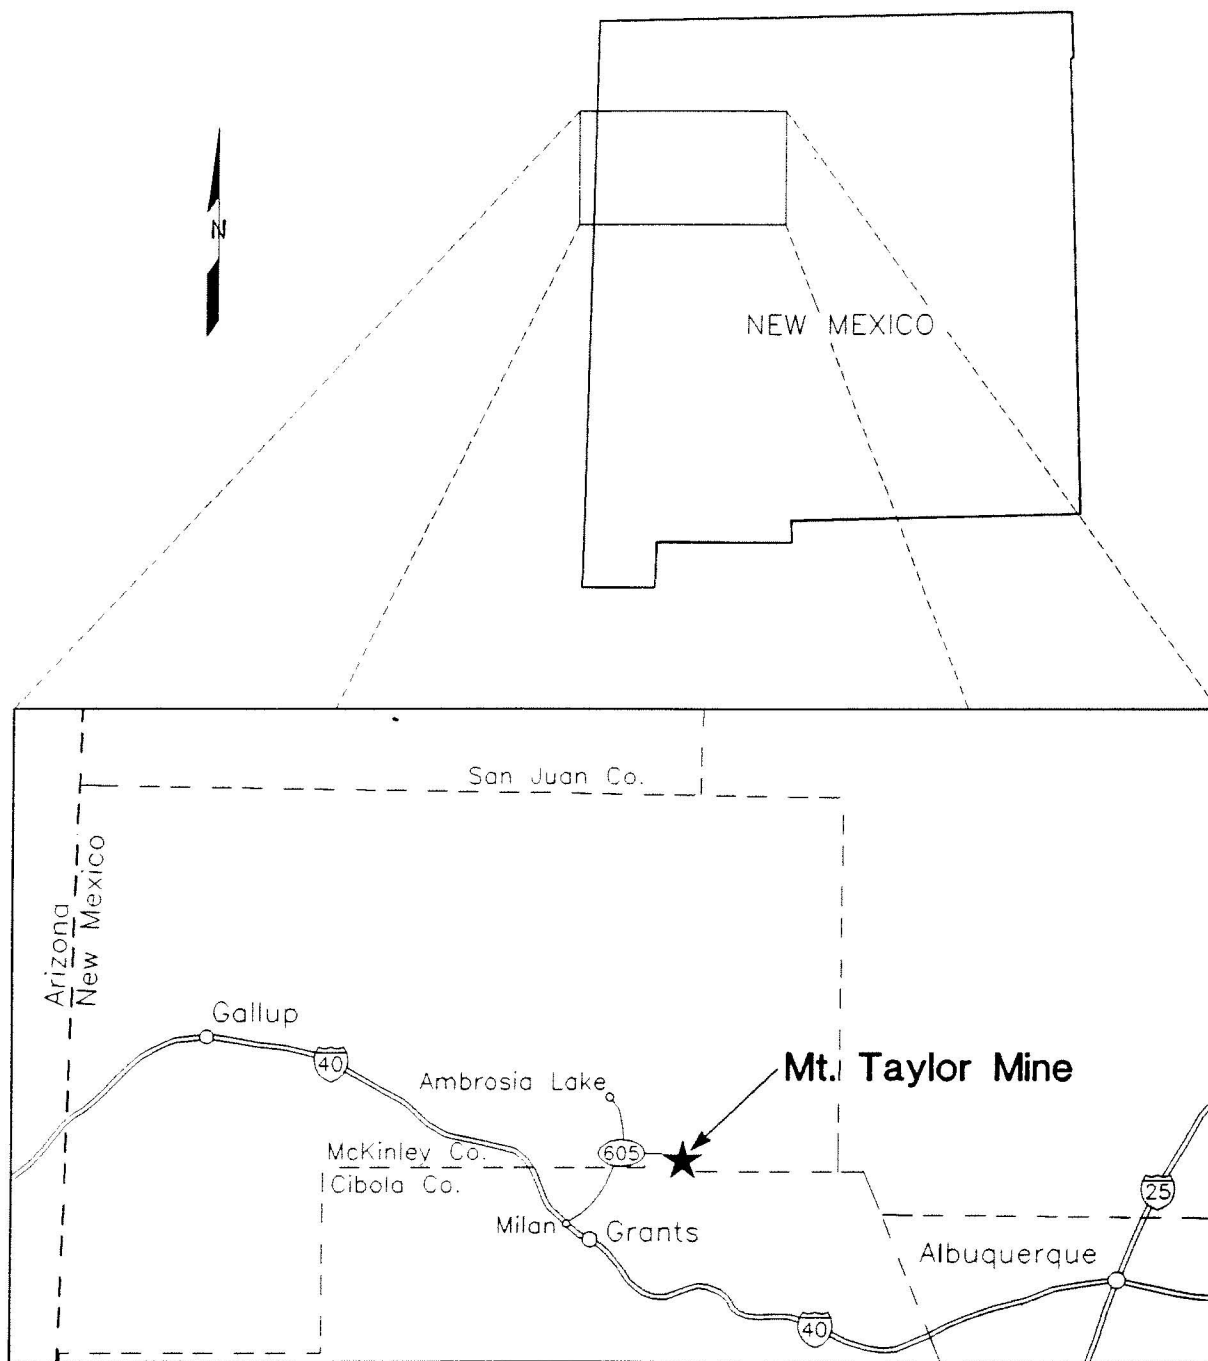 N
NEW MEXICO
San Juan Co.
Arizona
New Mexico
Gallup
40
Ambrosia Lake
Mt. Taylor Mine
605
McKinley Co.
Cibola Co.
25
Milan
Grants
Albuquerque
40